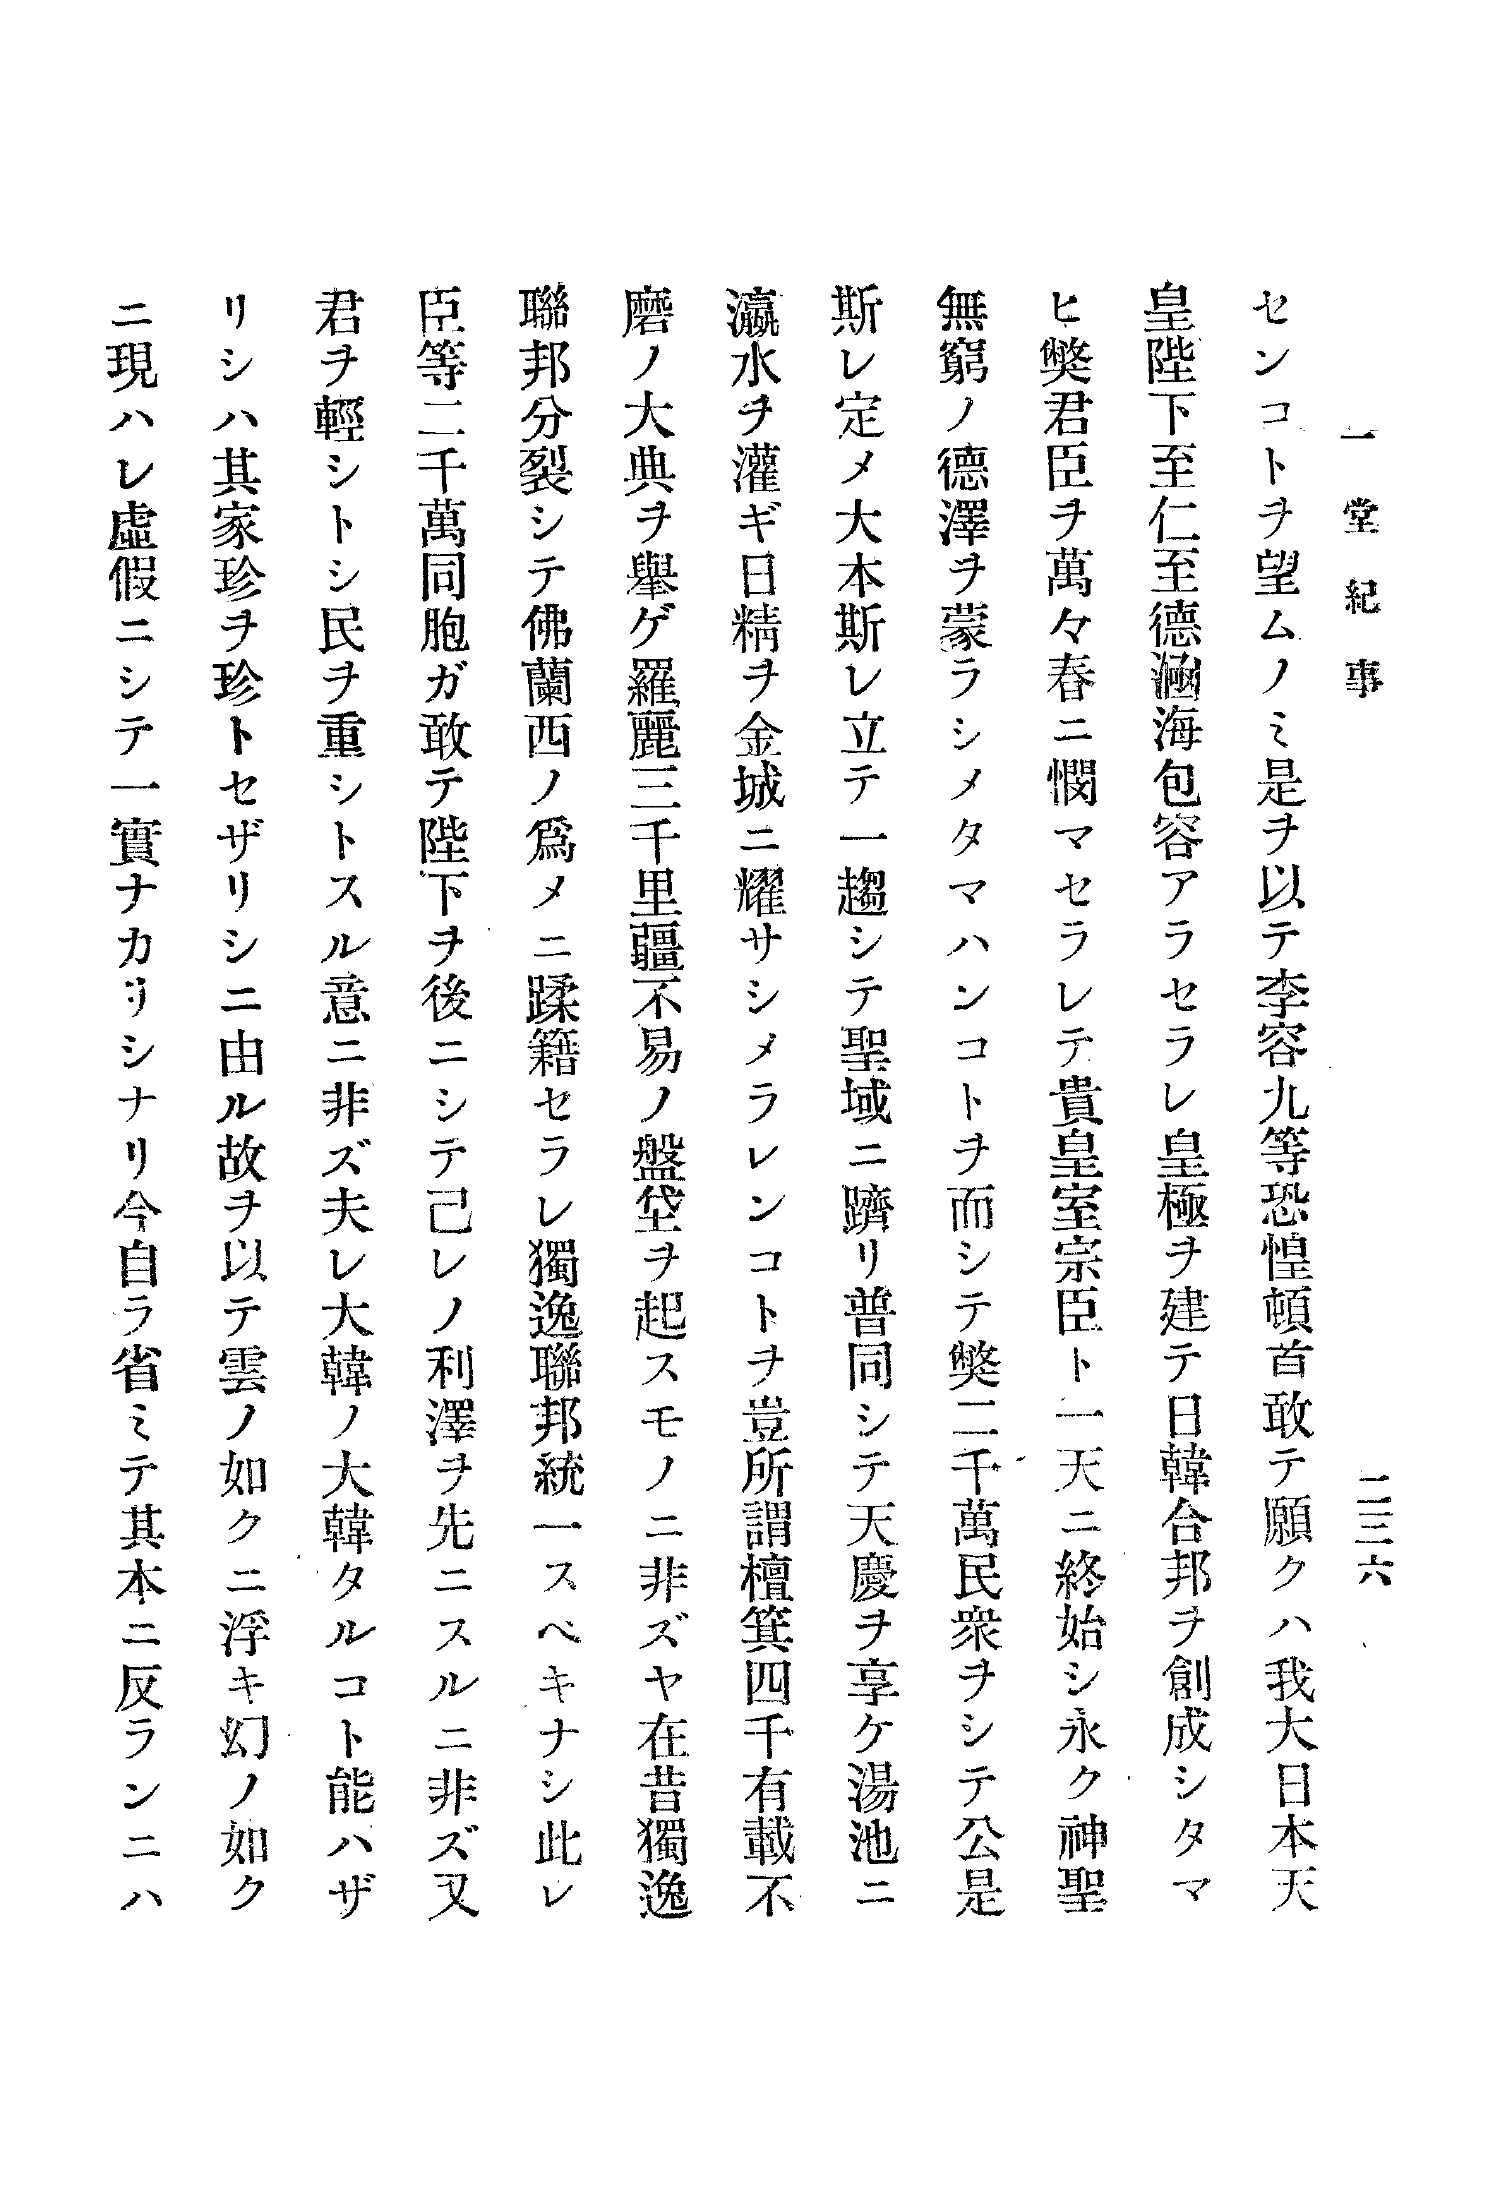 一堂紀事
二三六
センコトヲ望ムノミ是ヲ以テ李容九等恐惶頓首敢テ願クハ我大日本天
皇陛下至仁至德涵海包容アラセラレ皇極ヲ建テ日韓合邦ヲ創成シタマ
ヒ獘君臣ヲ萬々春ニ憫マセラレテ貴皇室宗臣ト一天ニ終始シ永ク神聖
無窮ノ德澤ヲ蒙ラシメタマハンコトヲ而シテ獘二千萬民衆ヲシテ公是
斯レ定メ大本斯レ立テ一趨シテ聖域ニ躋リ普同シテ天慶ヲ享ケ湯池ニ
瀛水ヲ灌ギ日精ヲ金城ニ耀サシメラレンコトヲ豈所謂檀箕四千有載不
磨ノ大典ヲ擧ゲ羅麗三千里疆不易ノ盤垈ヲ起スモノニ非ズヤ在昔獨逸
聯邦分裂シテ佛蘭西ノ爲メニ蹂籍セラレ獨逸聯邦統一スベキナシ此レ
臣等二千萬同胞ガ敢テ陛下ヲ後ニシテ己レノ利澤ヲ先ニスルニ非ズ又
君ヲ輕シトシ民ヲ重シトスル意ニ非ズ夫レ大韓ノ大韓タルコト能ハザ
リシハ其家珍ヲ珍トセザリシニ由ル故ヲ以テ雲ノ如クニ浮キ幻ノ如ク
ニ現ハレ虛假ニシテ一實ナカリシナリ今自ラ省ミテ其本ニ反ランニハ